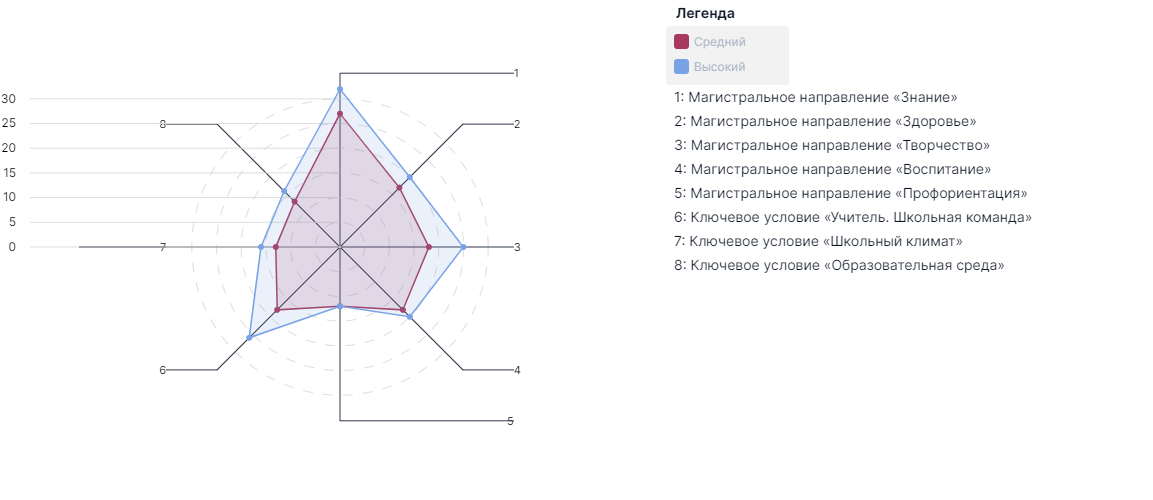 Легенда
Средний
Высокий
1: Магистральное направление «Знание»
2: Магистральное направление «Здоровье»
3: Магистральное направление «Творчество»
4: Магистральное направление «Воспитание»
5: Магистральное направление «Профориентация»
6: Ключевое условие «Учитель. Школьная команда»
7: Ключевое условие «Школьный климат»
8: Ключевое условие «Образовательная среда»
1
30
25
8
2
20
15
10
5
0
7
3
6
4
5